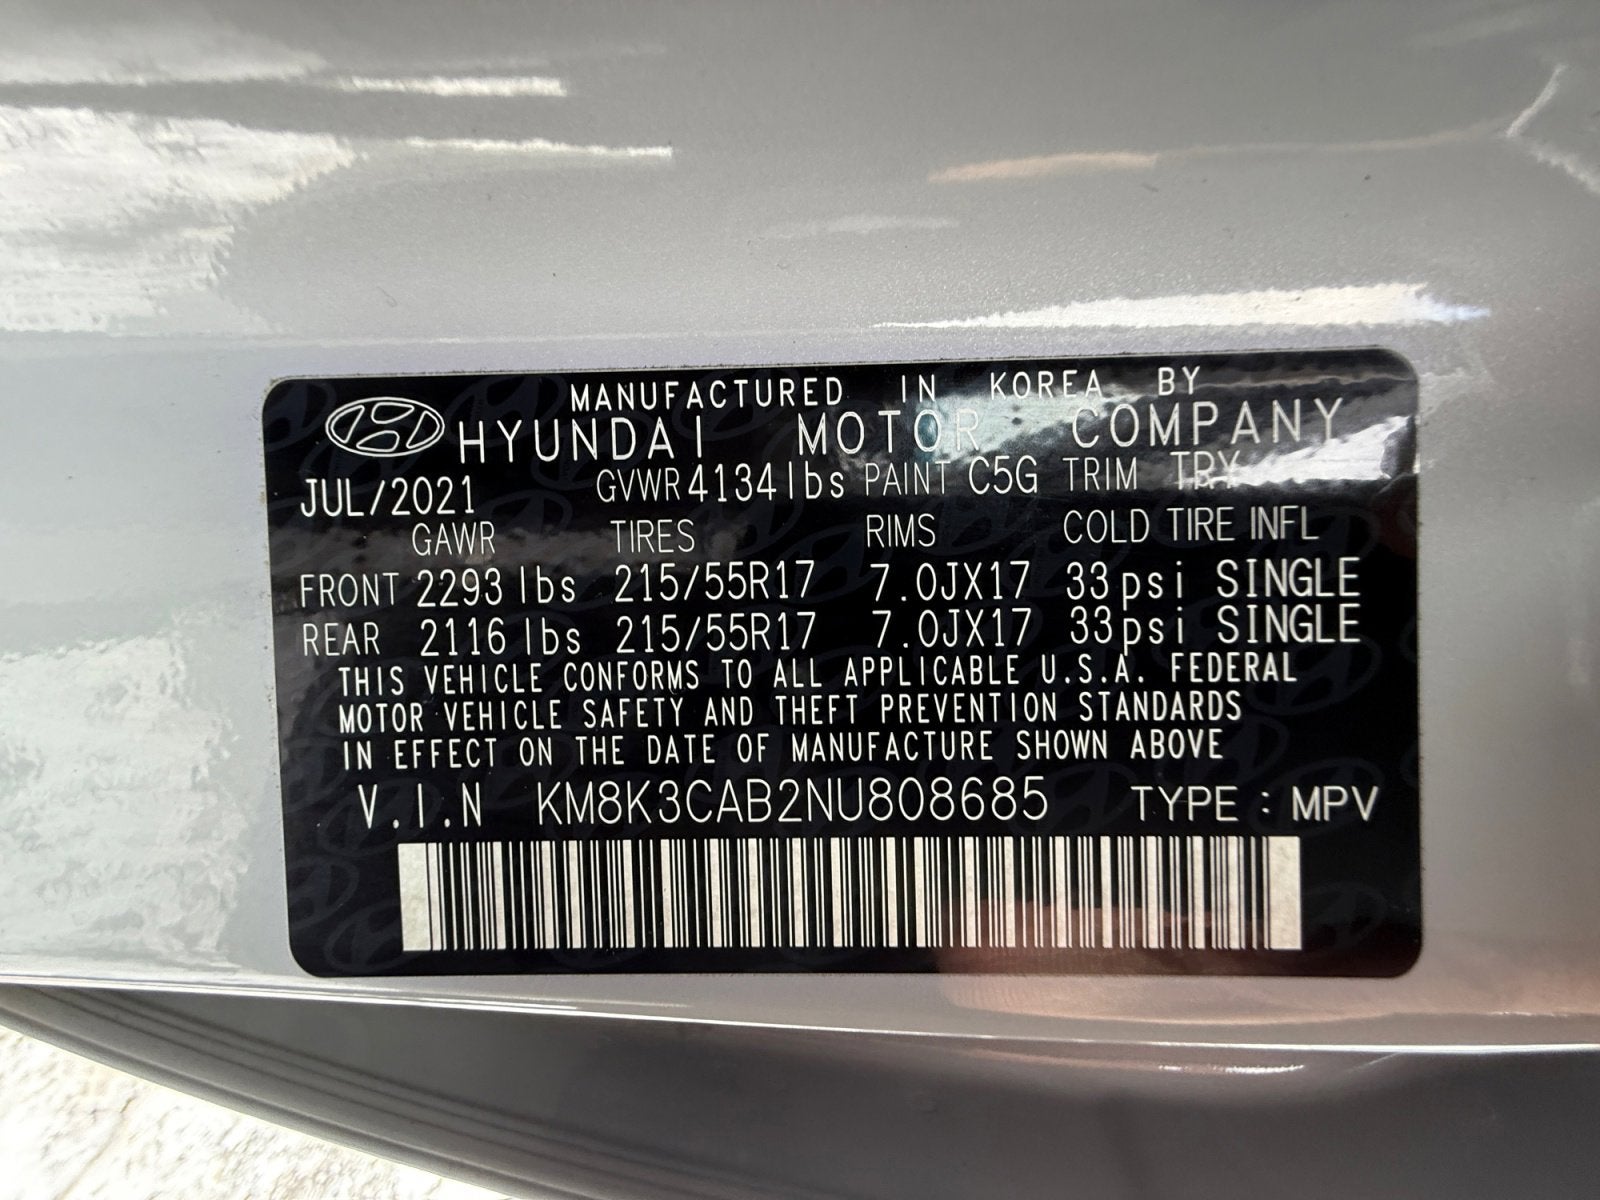 MANUFACTURED IN KOREA BY
HYUNDAI MOTOR COMPANY
JUL/2021 GVWR 4134lbs PAINT C5G TRIM TRY
GAWR TIRES RIMS COLD TIRE INFL
FRONT 2293 lbs 215/55R17 7.0JX17 33psi SINGLE
REAR 2116 lbs 215/55R17 7.0JX17 33psi SINGLE
THIS VEHICLE CONFORMS TO ALL APPLICABLE U.S.A. FEDERAL
MOTOR VEHICLE SAFETY AND THEFT PREVENTION STANDARDS
IN EFFECT ON THE DATE OF MANUFACTURE SHOWN ABOVE
V.I.N KM8K3CAB2NU808685 TYPE : MPV